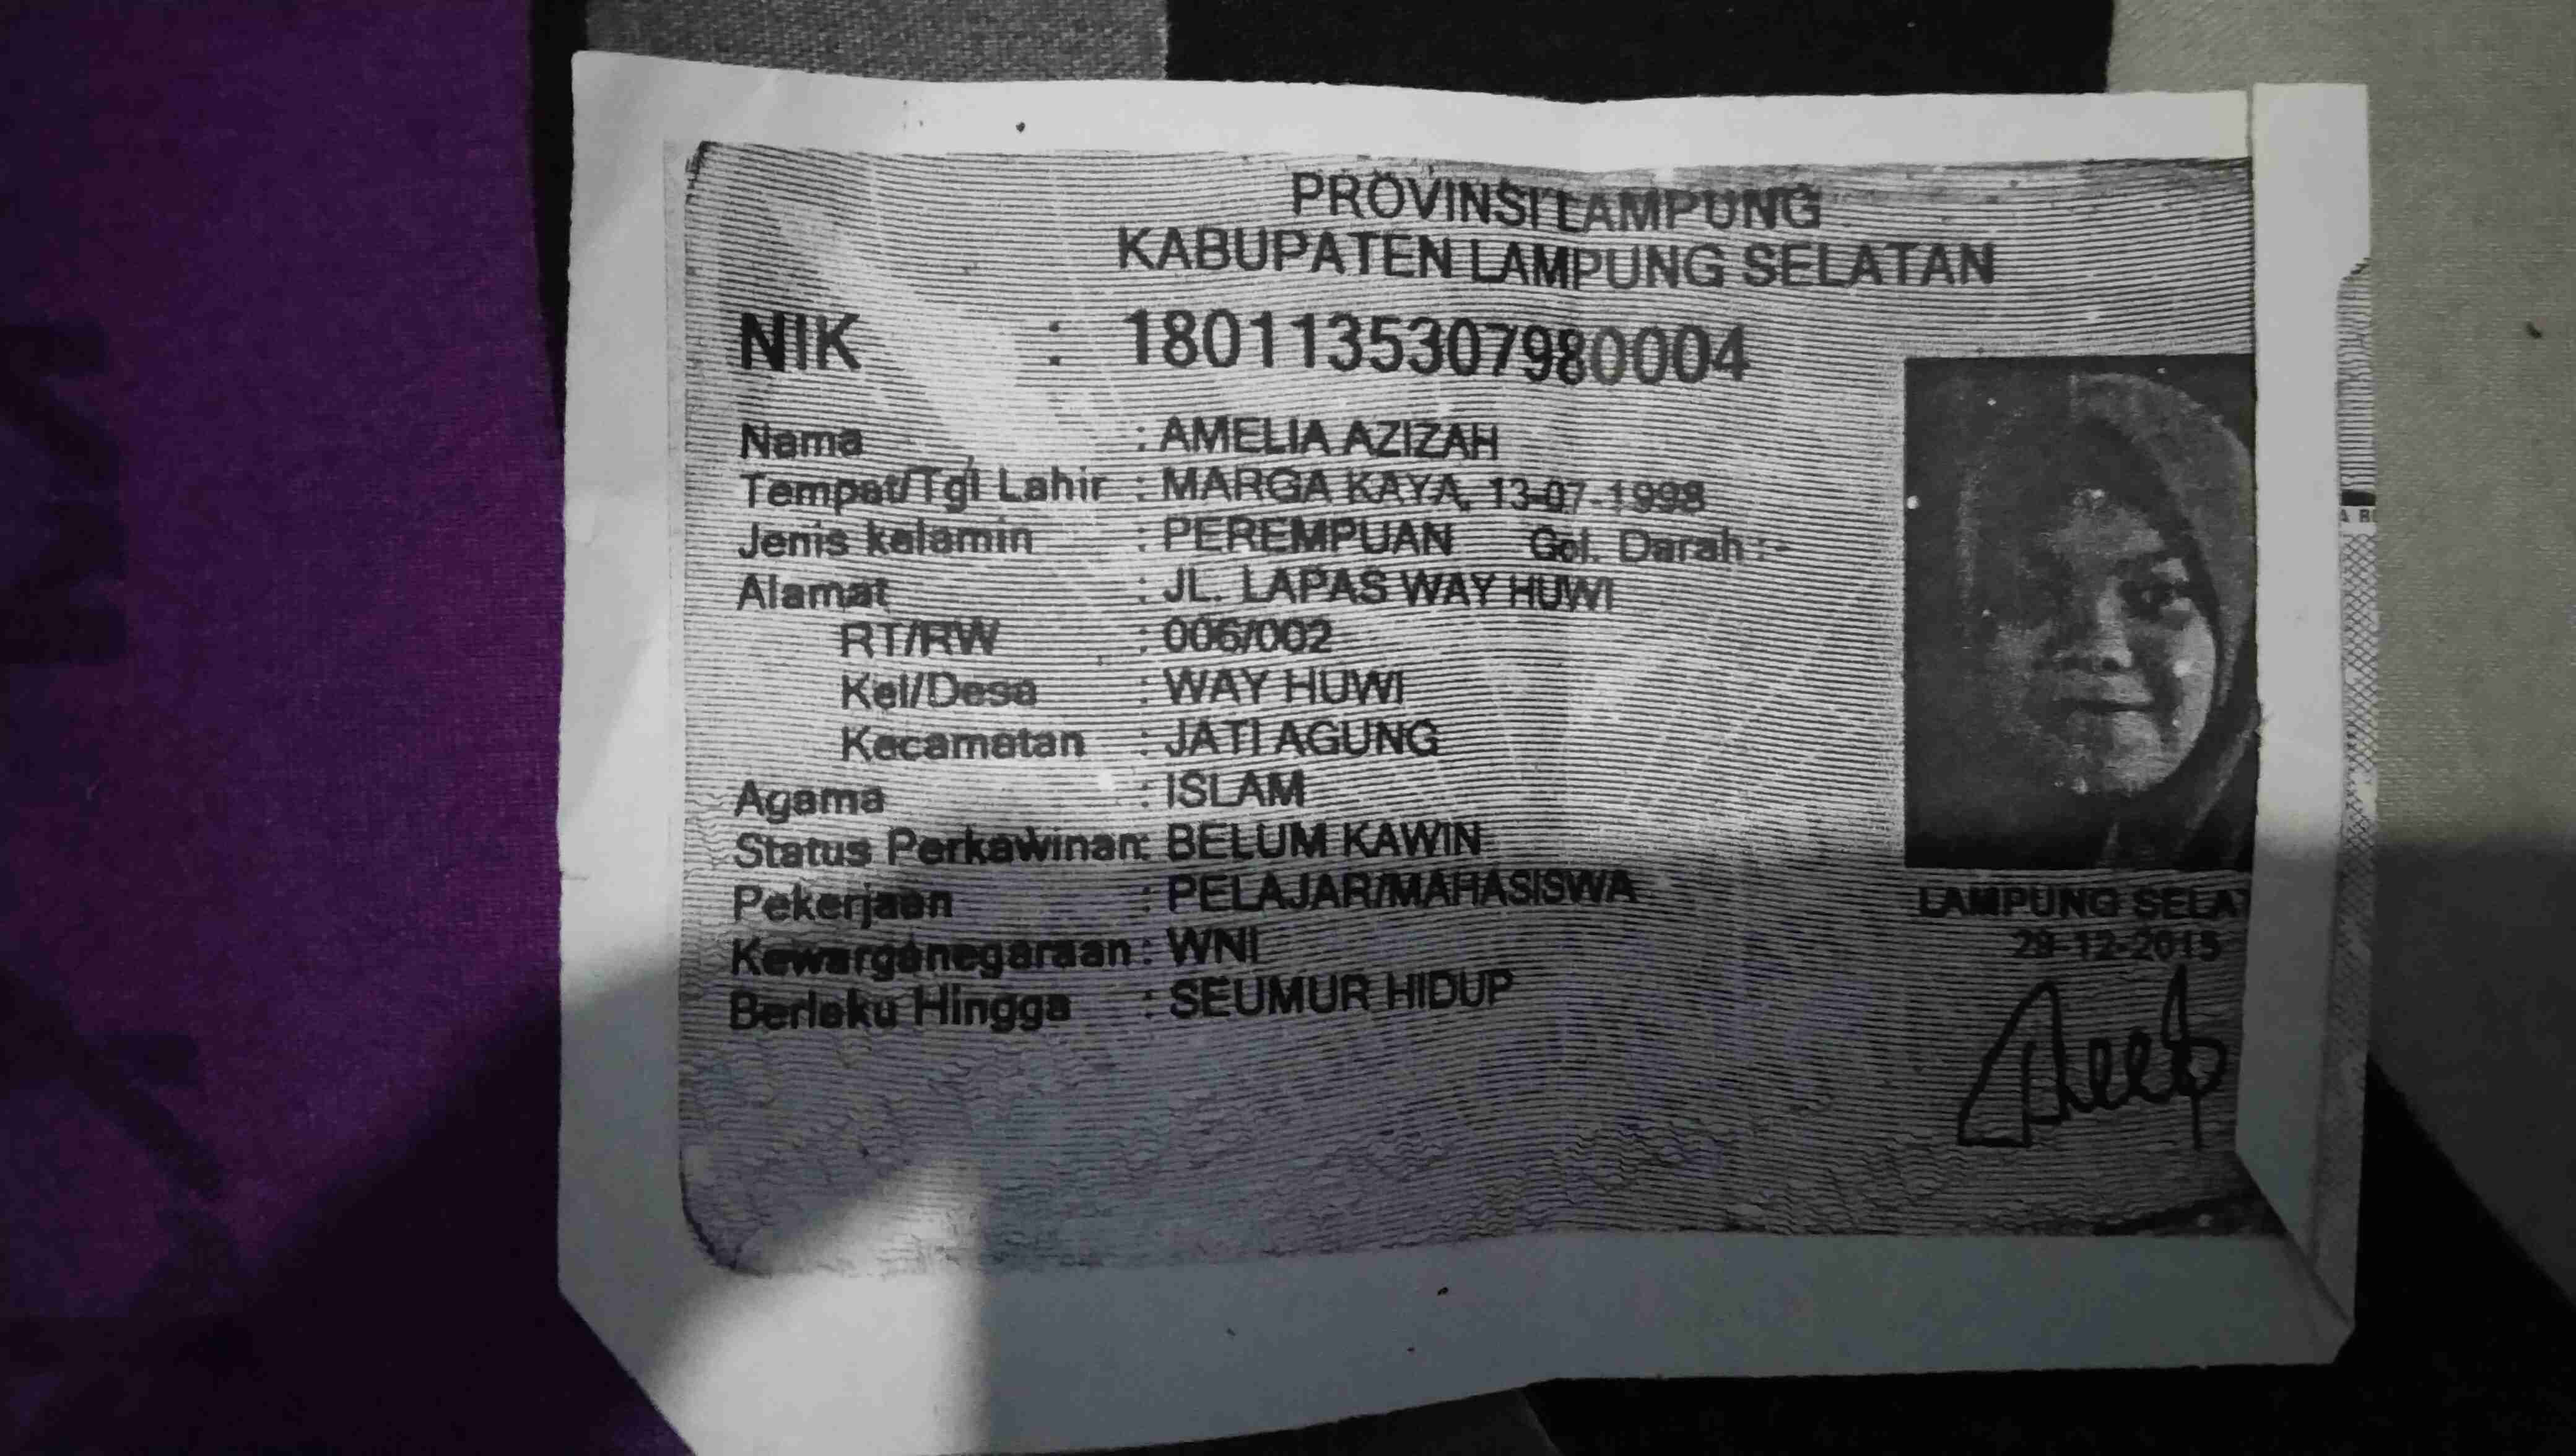 PROVINSI LAMPUNG
KABUPATEN LAMPUNG SELATAN
NIK : 1801135307980004
Nama : AMELIA AZIZAH
Tempat/Tgl Lahir : MARGA KAYA, 13-07-1998
Jenis kelamin : PEREMPUAN Gol. Darah : -
Alamat : JL. LAPAS WAY HUWI
RT/RW : 006/002
Kel/Desa : WAY HUWI
Kecamatan : JATI AGUNG
Agama : ISLAM
Status Perkawinan: BELUM KAWIN
Pekerjaan : PELAJAR/MAHASISWA
Kewarganegaraan : WNI
Berlaku Hingga : SEUMUR HIDUP
LAMPUNG SELAT
29-12-2015